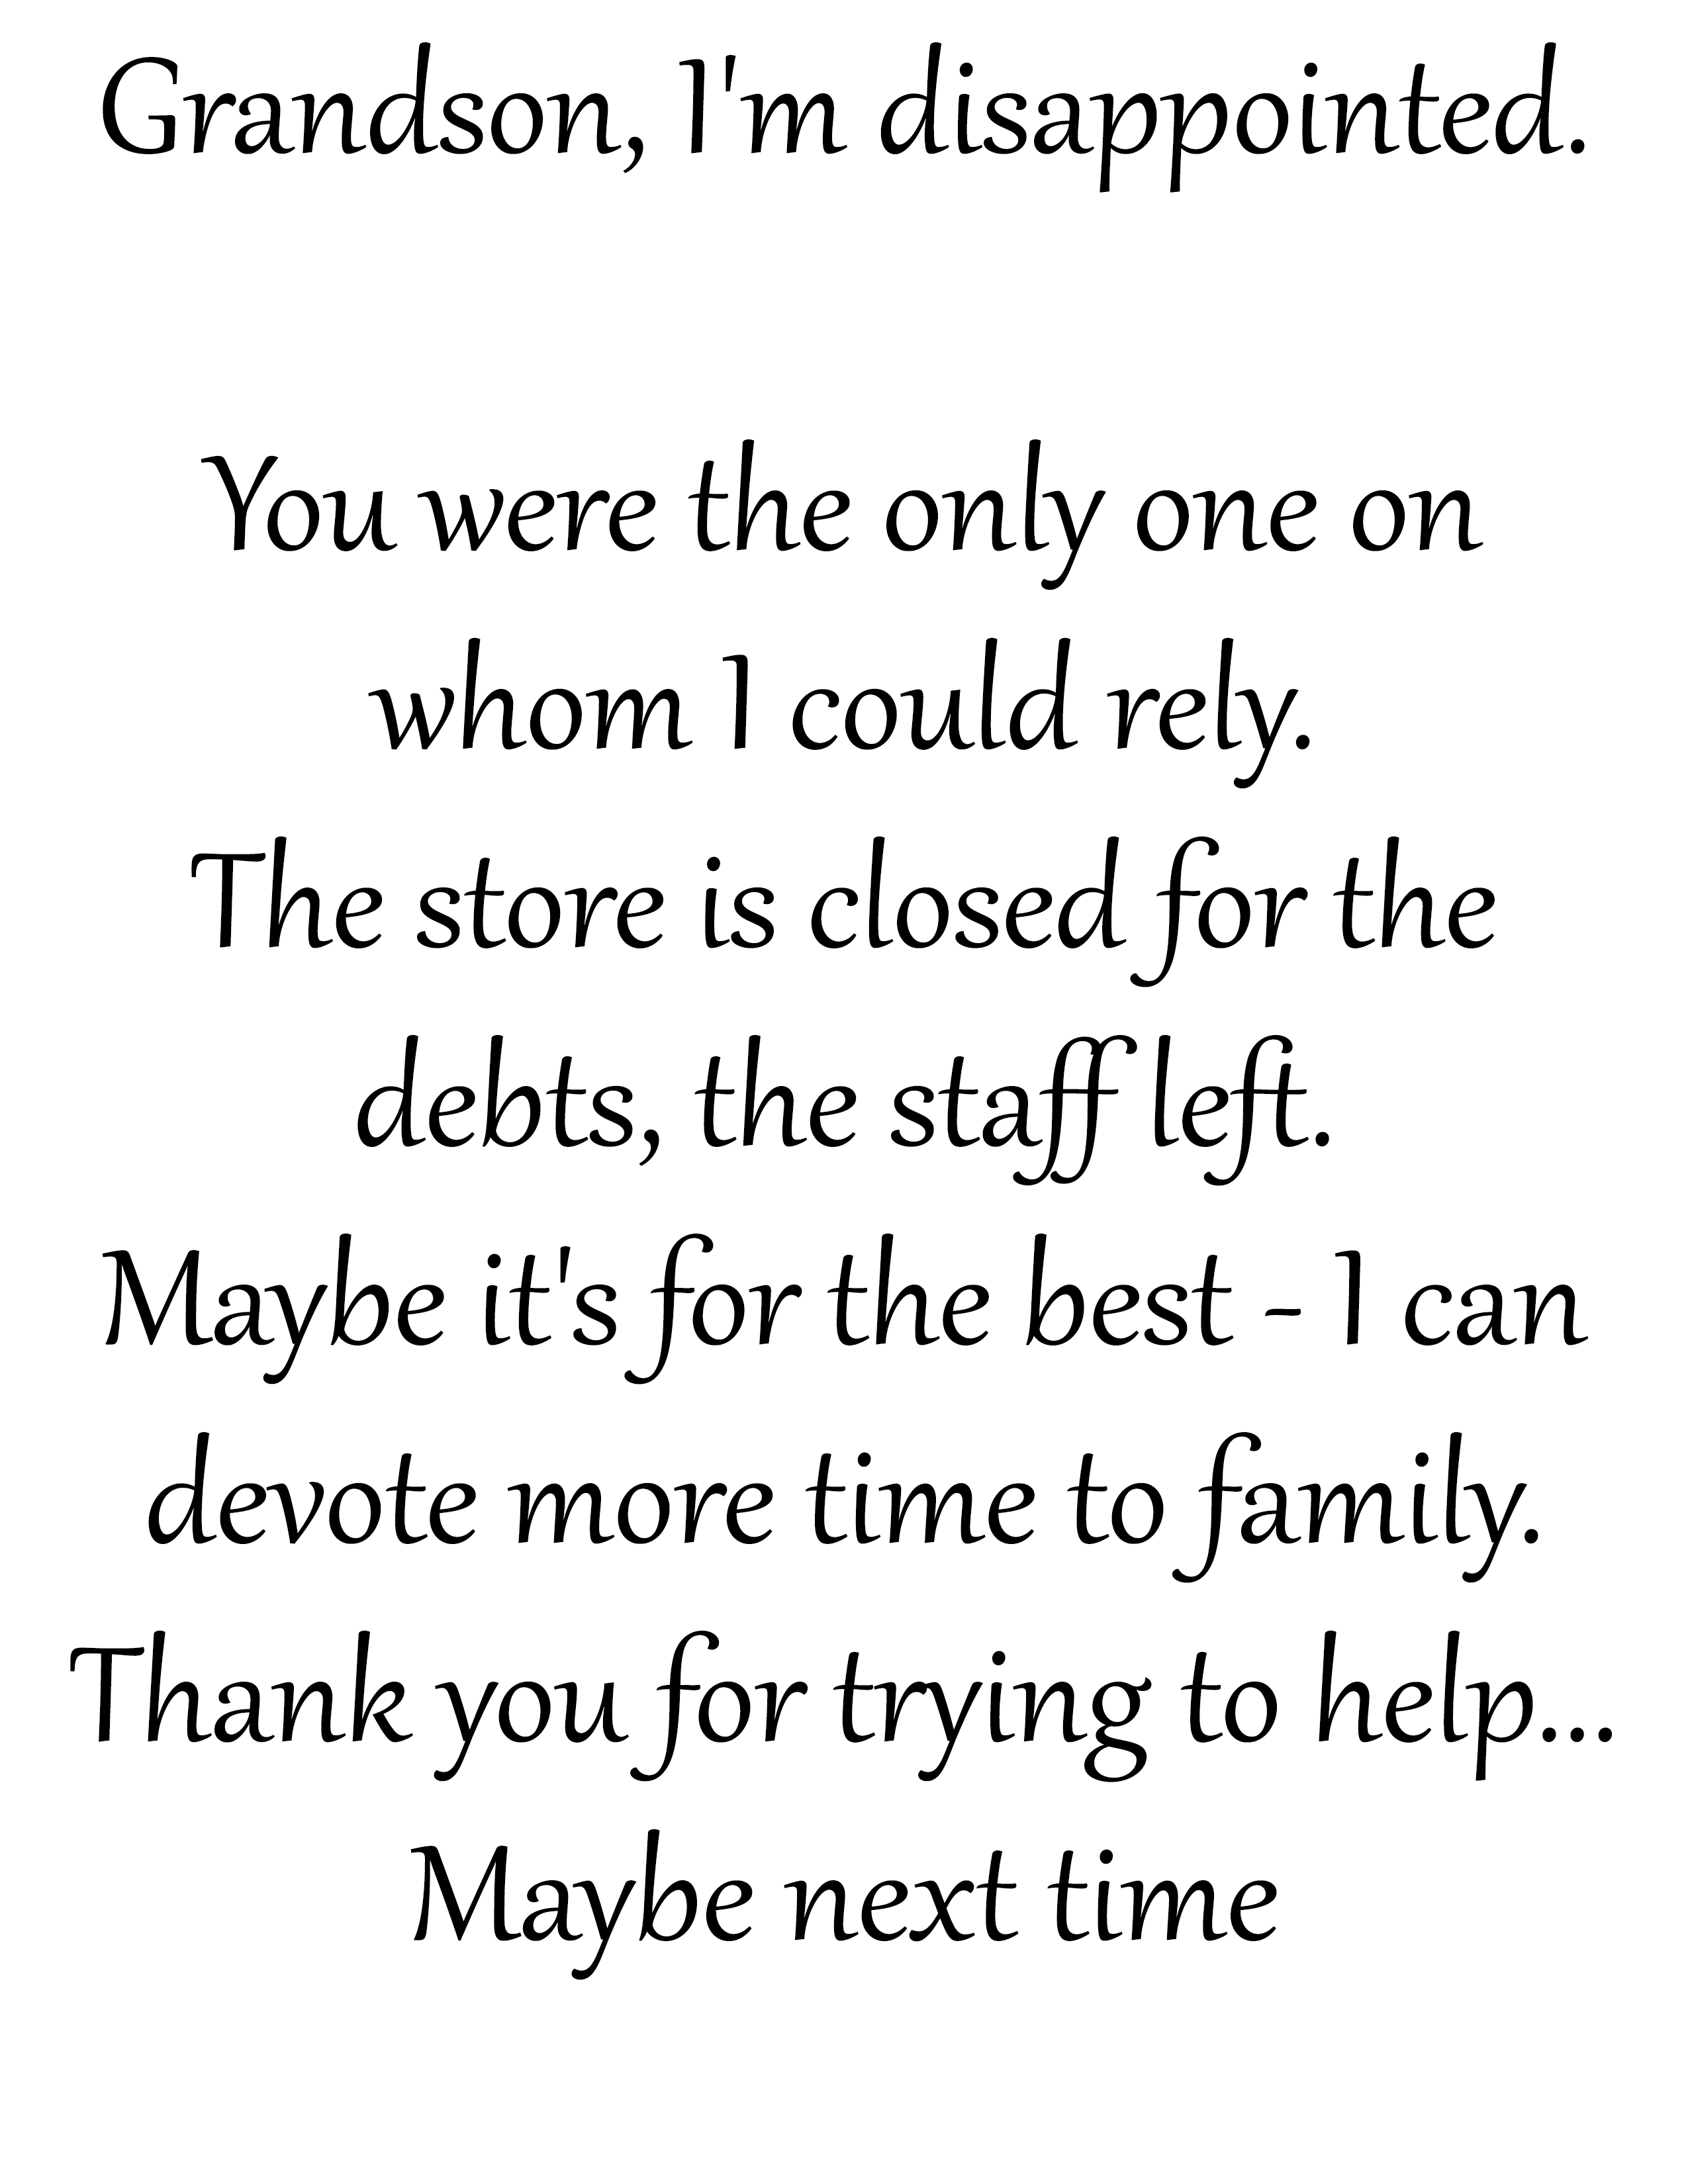 Grandson, I'm disappointed.
You were the only one on
whom I could rely.
The store is closed for the
debts, the staff left.
Maybe it's for the best - I can
devote more time to family.
Thank you for trying to help...
Maybe next time